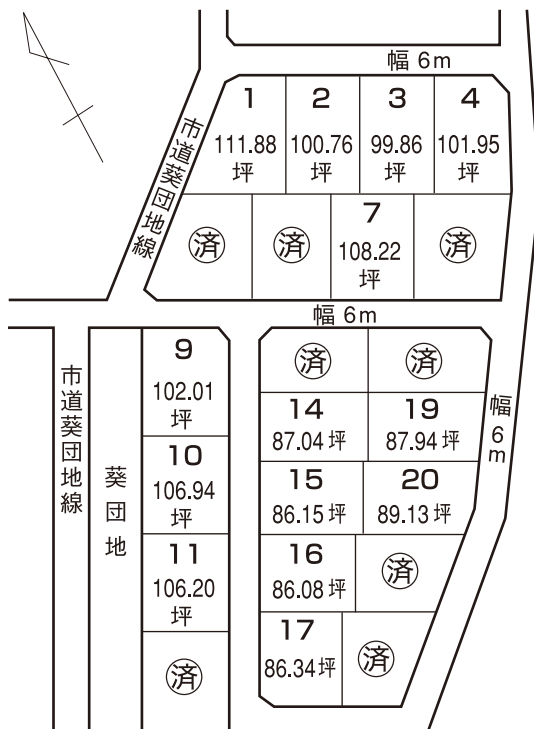 幅 6m
1
111.88
坪
2
100.76
坪
3
99.86
坪
4
101.95
坪
市道葵団地線
済
済
7
108.22
坪
済
幅 6m
市道葵団地線
葵団地
9
102.01
坪
10
106.94
坪
11
106.20
坪
済
済
済
14
87.04坪
19
87.94坪
15
86.15坪
20
89.13坪
16
86.08坪
済
17
86.34坪
済
幅6m